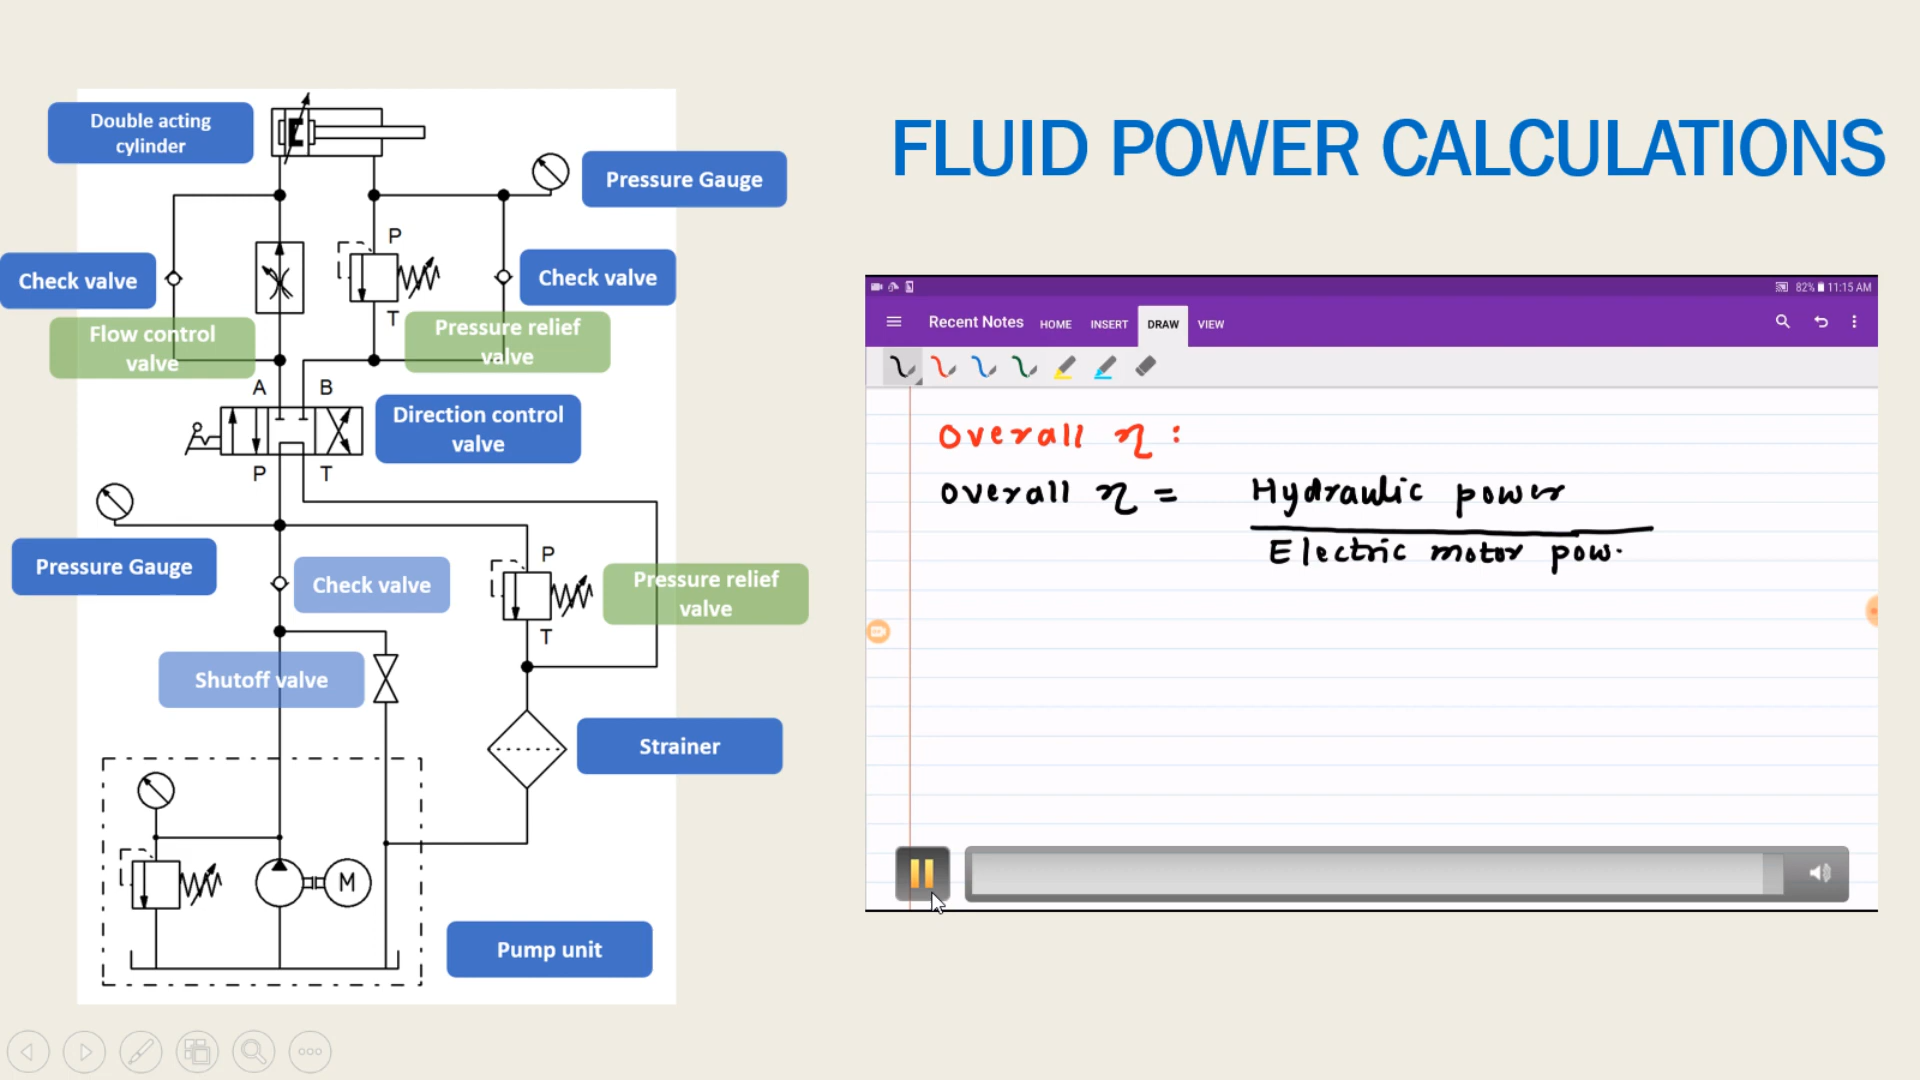 FLUID POWER CALCULATIONS
Double acting
cylinder
Pressure Gauge
Check valve
P
Check valve
T
Flow control
valve
Pressure relief
valve
A
B
Direction control
valve
P
T
Pressure Gauge
Check valve
P
Pressure relief
valve
T
Shutoff valve
Strainer
M
Pump unit
82% 11:15 AM
Recent Notes HOME INSERT DRAW VIEW
Overall η :
Overall η = Hydraulic power
Electric motor pow.